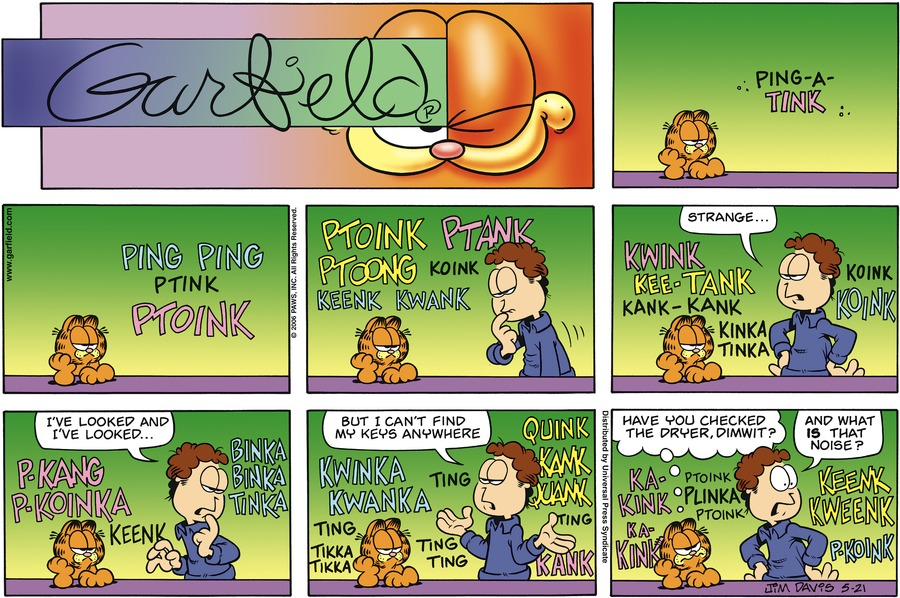 Garfield®
PING-A-
TINK
www.garfield.com
PING PING
PTINK
PTOINK
© 2006 PAWS, INC. All Rights Reserved.
PTOINK PTANK
PTOONG KOINK
KEENK KWANK
STRANGE...
KWINK
KEE-TANK
KANK-KANK
KINKA
TINKA
KOINK
KOINK
I'VE LOOKED AND
I'VE LOOKED...
P-KANG
P-KOINKA
KEENK
BINKA
BINKA
TINKA
BUT I CAN'T FIND
MY KEYS ANYWHERE
KWINKA
KWANKA
TING
TIKKA
TIKKA
TING
TING
TING
QUINK
KANK
QUANK
TING
KANK
Distributed by Universal Press Syndicate
HAVE YOU CHECKED
THE DRYER, DIMWIT?
AND WHAT
IS THAT
NOISE?
KA-
KINK
KA-
KINK
PTOINK
PLINKA
PTOINK
KEENK
KWEENK
P-KOINK
JIM DAVIS 5-21